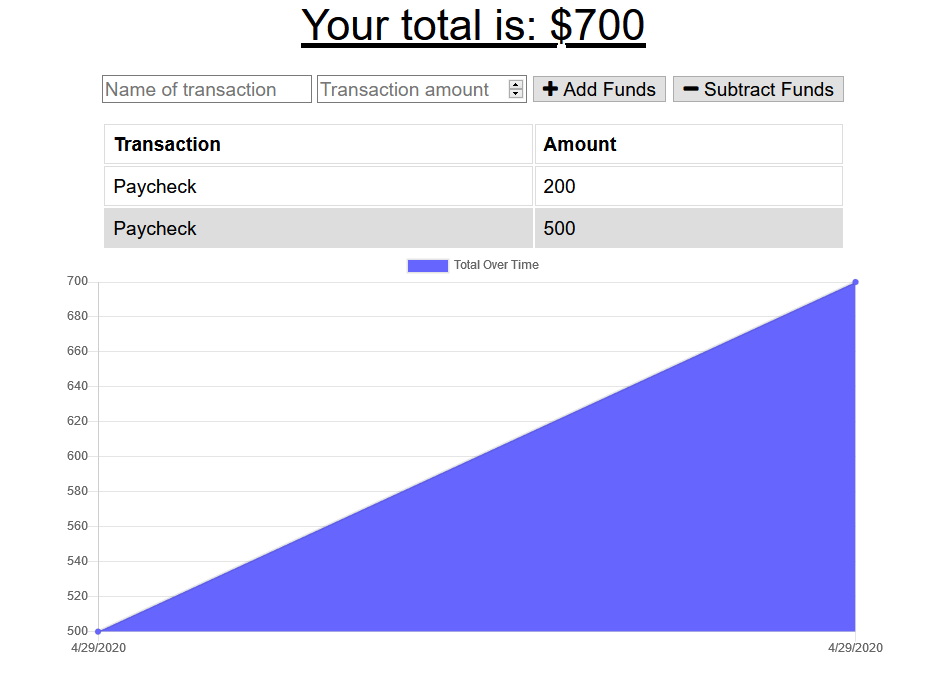 Your total is: $700
Name of transaction Transaction amount Add Funds Subtract Funds
Transaction Amount
Paycheck 200
Paycheck 500
Total Over Time
700
680
660
640
620
600
580
560
540
520
500
4/29/2020 4/29/2020